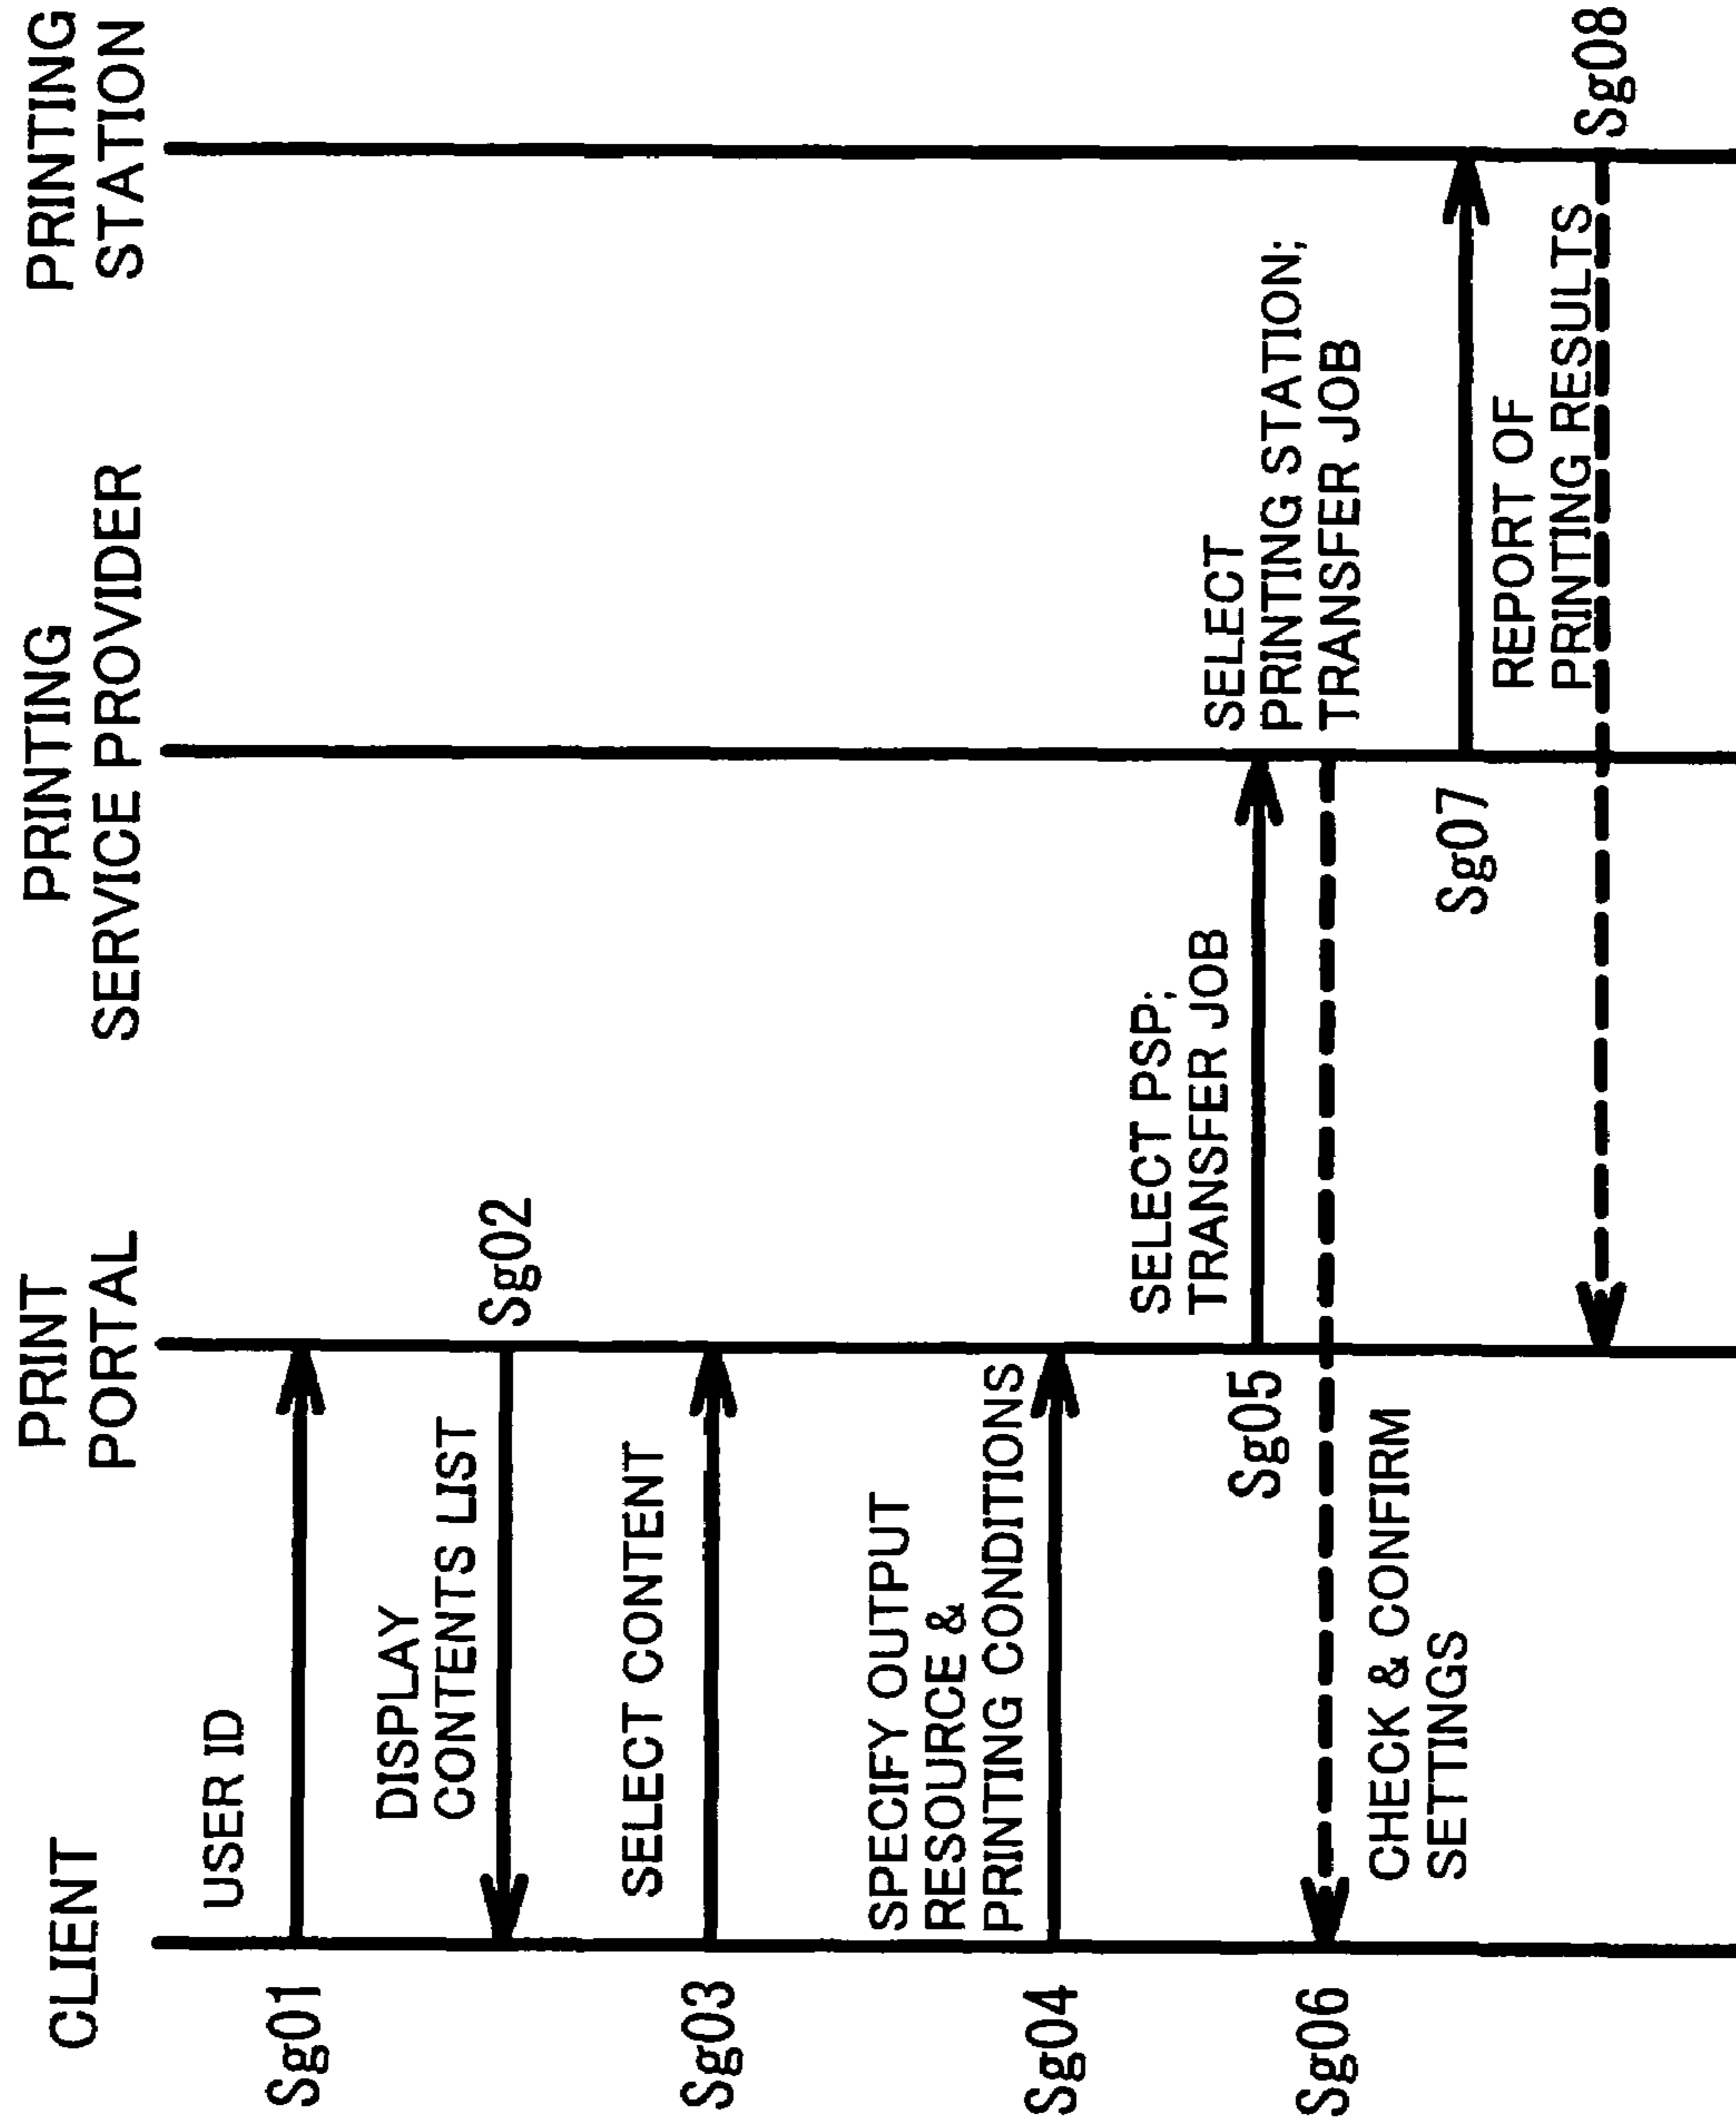 CLIENT
PRINT
PORTAL
PRINTING
SERVICE PROVIDER
PRINTING
STATION
Sg01
USER ID
DISPLAY
CONTENTS LIST
Sg02
Sg03
SELECT CONTENT
Sg04
SPECIFY OUTPUT
RESOURCE &
PRINTING CONDITIONS
Sg05
SELECT PSP;
TRANSFER JOB
Sg06
CHECK & CONFIRM
SETTINGS
SELECT
PRINTING STATION;
TRANSFER JOB
Sg07
REPORT OF
PRINTING RESULTS
Sg08